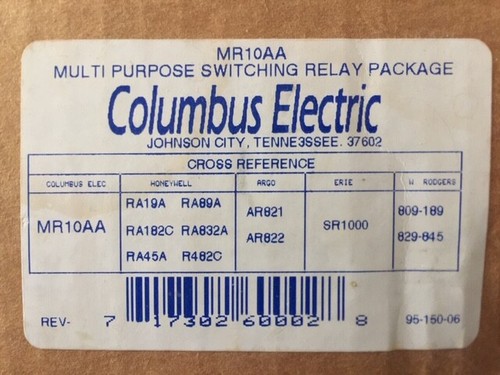 MR10AA
MULTI PURPOSE SWITCHING RELAY PACKAGE
Columbus Electric
JOHNSON CITY, TENNE3SSEE. 37602
CROSS REFERENCE
COLUMBUS ELEC HONEYWELL ARGO ERIE W. RODGERS
MR10AA
RA19A RA89A
RA182C RA832A
RA45A R482C
AR821
AR822
SR1000
809-189
829-845
REV- 7 17302 60002 8 95-150-06